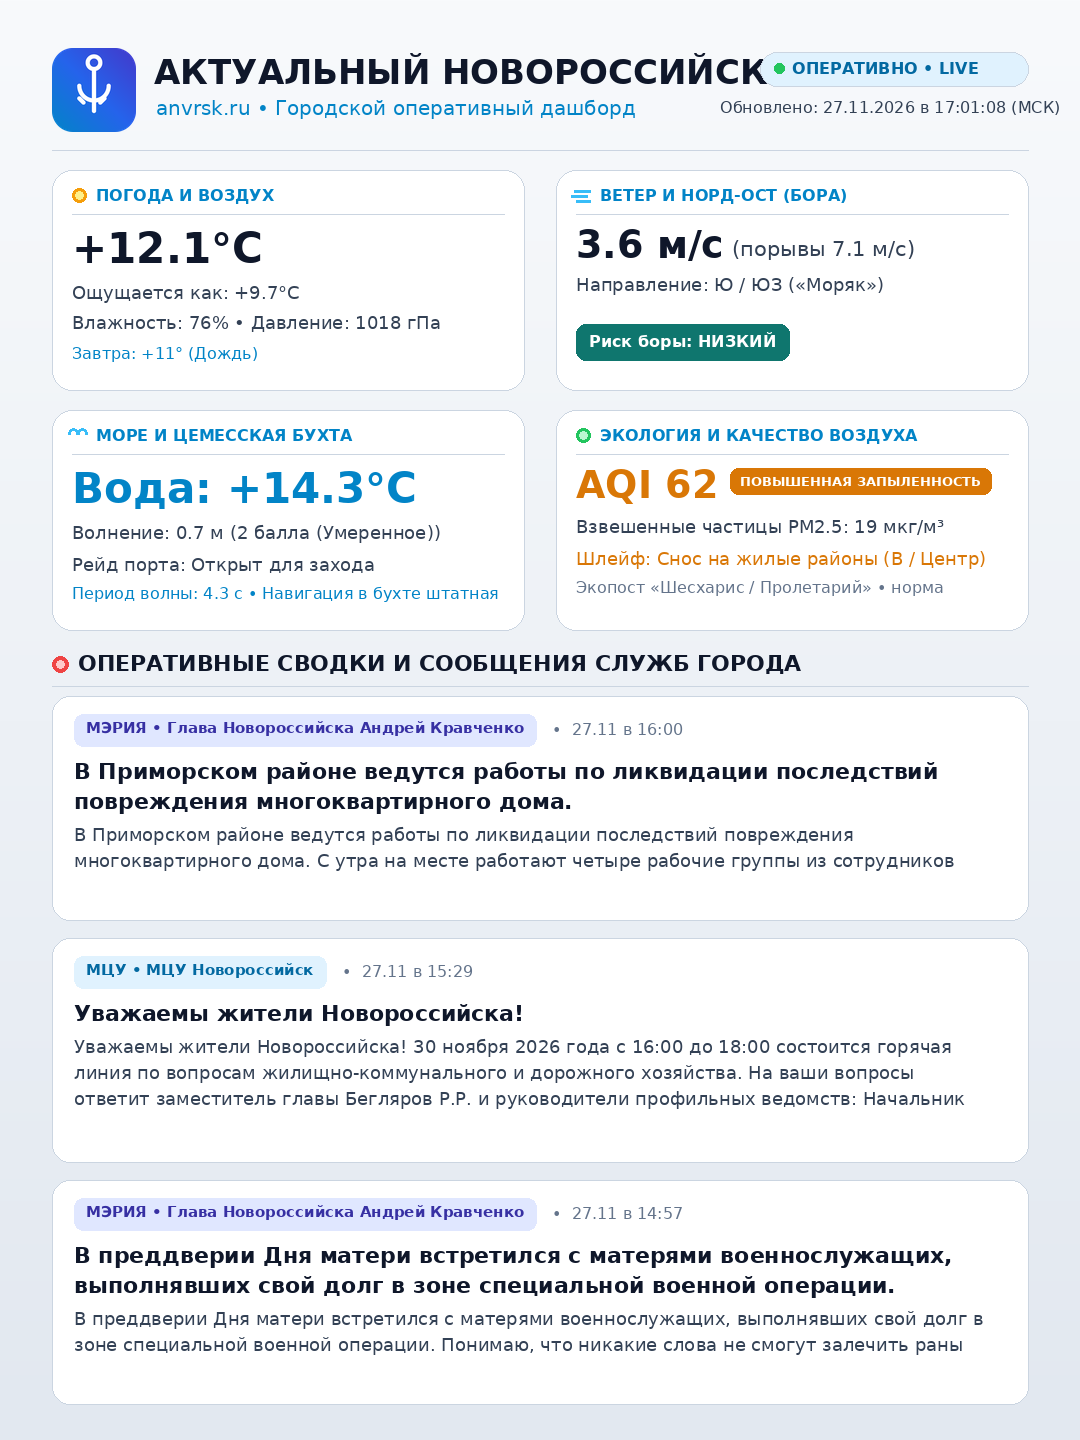 АКТУАЛЬНЫЙ НОВОРОССИЙСК
ОПЕРАТИВНО • LIVE
anvrsk.ru • Городской оперативный дашборд
Обновлено: 27.11.2026 в 17:01:08 (МСК)
ПОГОДА И ВОЗДУХ
+12.1°C
Ощущается как: +9.7°C
Влажность: 76% • Давление: 1018 гПа
Завтра: +11° (Дождь)
ВЕТЕР И НОРД-ОСТ (БОРА)
3.6 м/с (порывы 7.1 м/с)
Направление: Ю / ЮЗ («Моряк»)
Риск боры: НИЗКИЙ
МОРЕ И ЦЕМЕССКАЯ БУХТА
Вода: +14.3°C
Волнение: 0.7 м (2 балла (Умеренное))
Рейд порта: Открыт для захода
Период волны: 4.3 с • Навигация в бухте штатная
ЭКОЛОГИЯ И КАЧЕСТВО ВОЗДУХА
AQI 62 ПОВЫШЕННАЯ ЗАПЫЛЕННОСТЬ
Взвешенные частицы PM2.5: 19 мкг/м³
Шлейф: Снос на жилые районы (В / Центр)
Экопост «Шесхарис / Пролетарий» • норма
ОПЕРАТИВНЫЕ СВОДКИ И СООБЩЕНИЯ СЛУЖБ ГОРОДА
МЭРИЯ • Глава Новороссийска Андрей Кравченко • 27.11 в 16:00
В Приморском районе ведутся работы по ликвидации последствий
повреждения многоквартирного дома.
В Приморском районе ведутся работы по ликвидации последствий повреждения
многоквартирного дома. С утра на месте работают четыре рабочие группы из сотрудников
МЦУ • МЦУ Новороссийск • 27.11 в 15:29
Уважаемы жители Новороссийска!
Уважаемы жители Новороссийска! 30 ноября 2026 года с 16:00 до 18:00 состоится горячая
линия по вопросам жилищно-коммунального и дорожного хозяйства. На ваши вопросы
ответит заместитель главы Бегляров Р.Р. и руководители профильных ведомств: Начальник
МЭРИЯ • Глава Новороссийска Андрей Кравченко • 27.11 в 14:57
В преддверии Дня матери встретился с матерями военнослужащих,
выполнявших свой долг в зоне специальной военной операции.
В преддверии Дня матери встретился с матерями военнослужащих, выполнявших свой долг в
зоне специальной военной операции. Понимаю, что никакие слова не смогут залечить раны